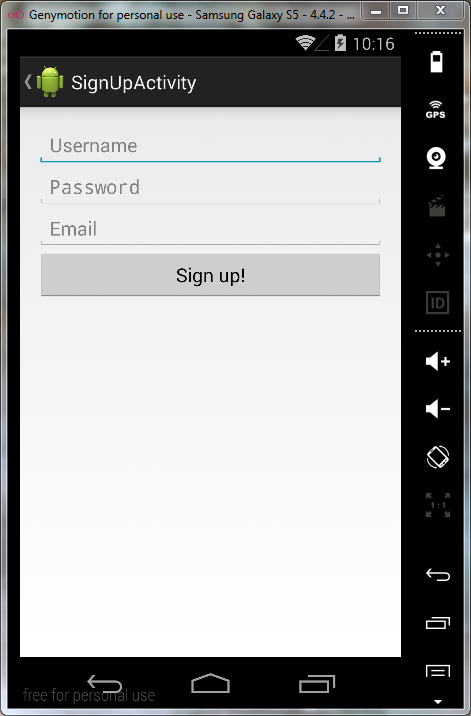 Genymotion for personal use - Samsung Galaxy S5 - 4.4.2 - ...
10:16
SignUpActivity
GPS
Username
Password
Email
Sign up!
ID
1:1
free for personal use